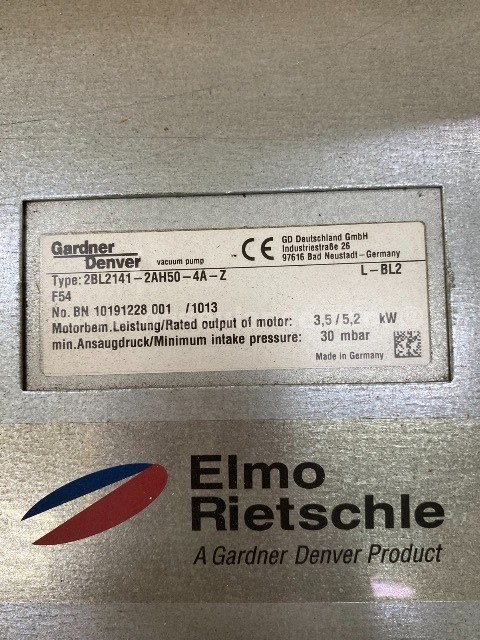 Gardner
Denver
vacuum pump
- CE
GD Deutschland GmbH
Industriestraße 26
97616 Bad Neustadt-Germany
Type: 2BL2141-2AH50-4A-Z
L-BL2
F54
No. BN 10191228 001 /1013
Motorbem.Leistung/Rated output of motor: 3,5/5,2 kW
min.Ansaugdruck/Minimum intake pressure: 30 mbar
Made in Germany
Elmo
Rietschle
A Gardner Denver Product